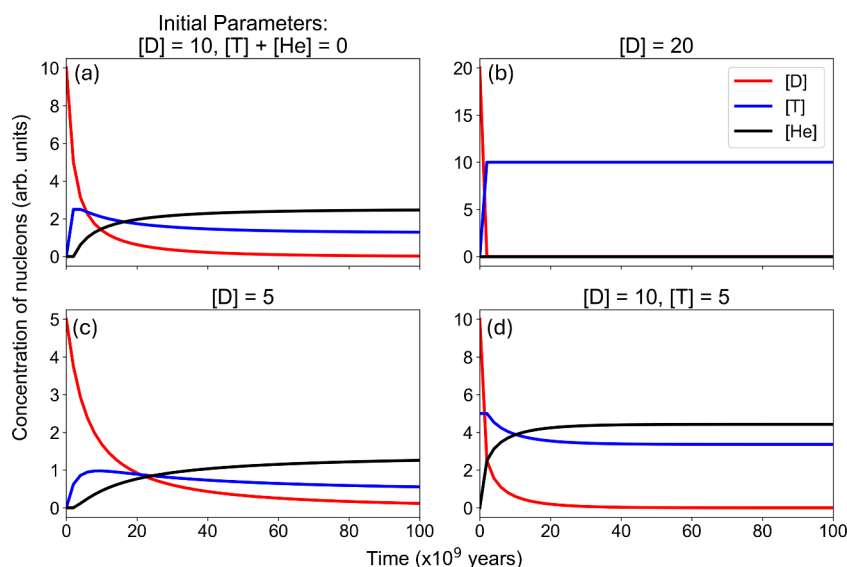 Initial Parameters:
[D] = 10, [T] + [He] = 0
[D] = 20
(a)
(b)
[D]
[T]
[He]
10
8
6
4
2
0
20
15
10
5
0
[D] = 5
[D] = 10, [T] = 5
(c)
(d)
5
4
3
2
1
0
10
8
6
4
2
0
0 20 40 60 80 100
0 20 40 60 80 100
Concentration of nucleons (arb. units)
Time (x10⁹ years)